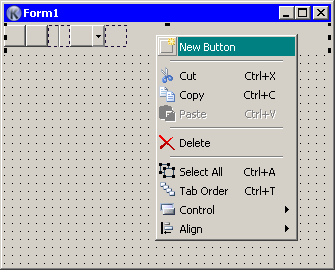 Form1
New Button
Cut Ctrl+X
Copy Ctrl+C
Paste Ctrl+V
Delete
Select All Ctrl+A
Tab Order Ctrl+T
Control
Align